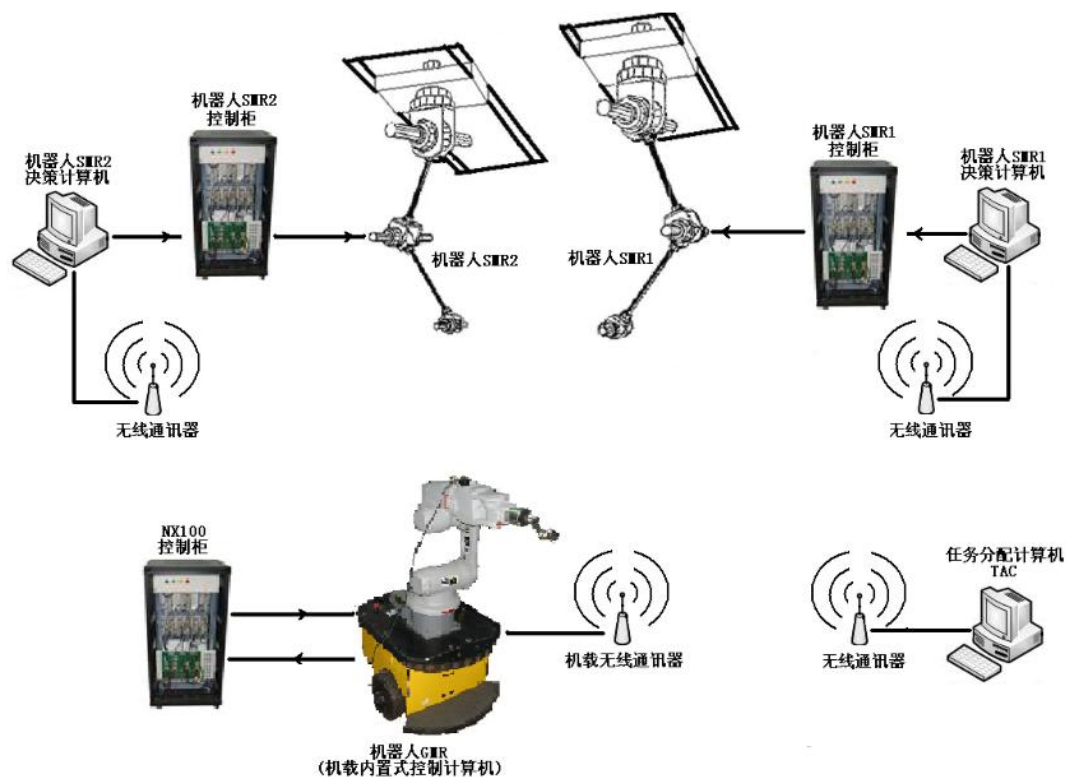 机器人SMR2
控制柜
机器人SMR2
决策计算机
机器人SMR2
无线通讯器
机器人SMR1
控制柜
机器人SMR1
决策计算机
机器人SMR1
无线通讯器
NX100
控制柜
机器人GMR
(机载内置式控制计算机)
机载无线通讯器
无线通讯器
任务分配计算机
TAC